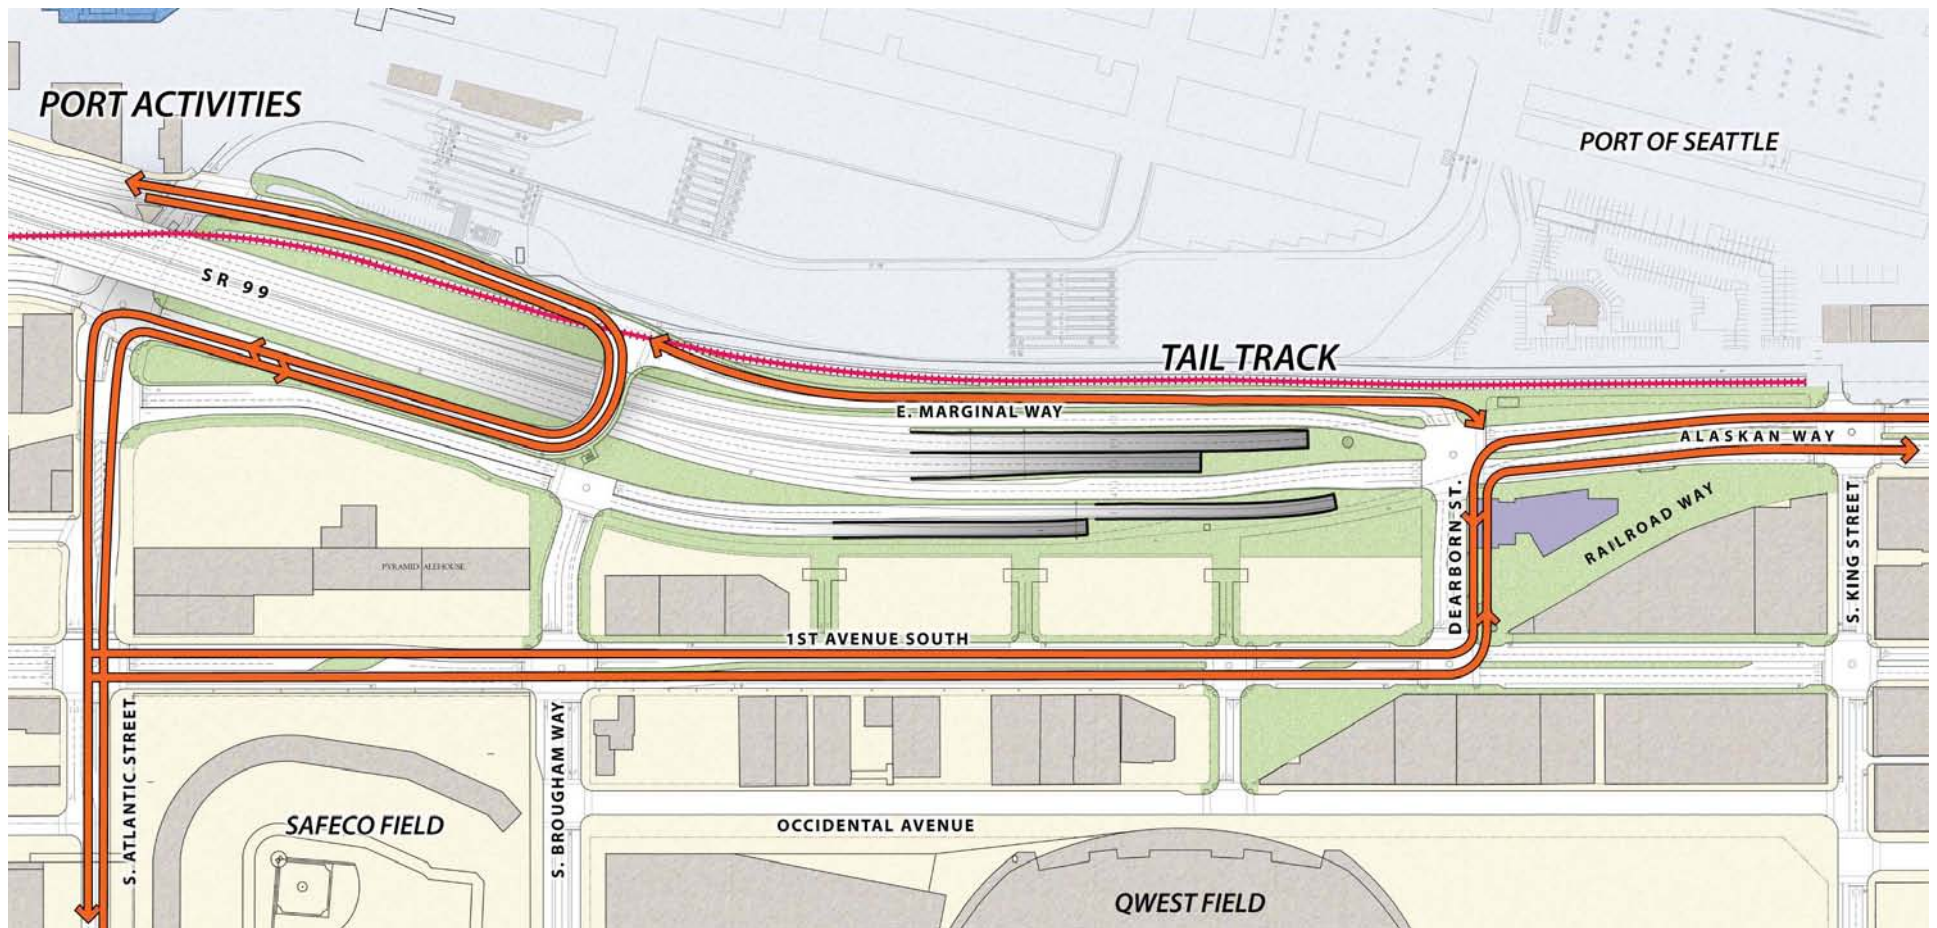 PORT ACTIVITIES
PORT OF SEATTLE
SR 99
TAIL TRACK
E. MARGINAL WAY
ALASKAN WAY
DEARBORN ST.
RAILROAD WAY
S. KING STREET
PYRAMID ALEHOUSE
1ST AVENUE SOUTH
S. ATLANTIC STREET
S. BROUGHAM WAY
SAFECO FIELD
OCCIDENTAL AVENUE
QWEST FIELD